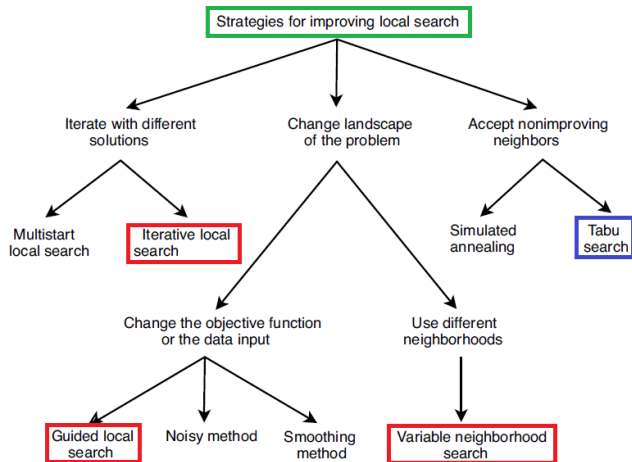 Strategies for improving local search
Iterate with different
solutions
Change landscape
of the problem
Accept nonimproving
neighbors
Multistart
local search
Iterative local
search
Simulated
annealing
Tabu
search
Change the objective function
or the data input
Use different
neighborhoods
Guided local
search
Noisy method
Smoothing
method
Variable neighborhood
search